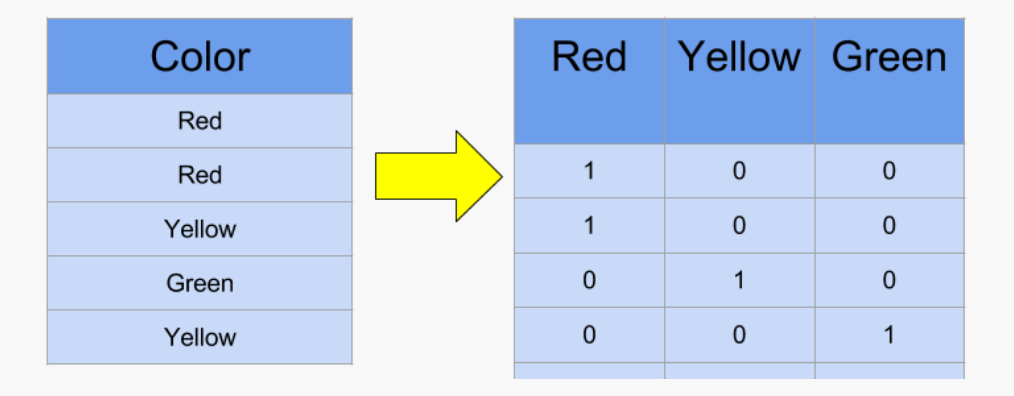 Color
Red
Red
Yellow
Green
Yellow
Red Yellow Green
1 0 0
1 0 0
0 1 0
0 0 1